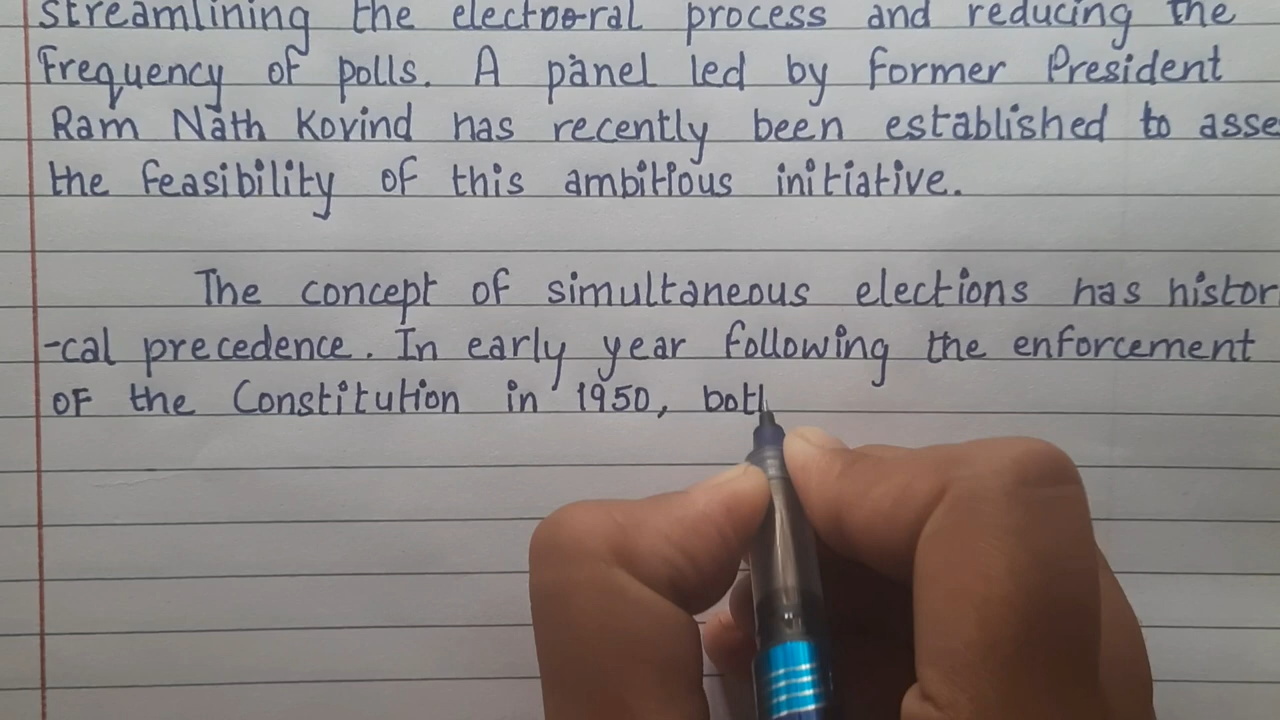 streamlining the electoral process and reducing the
frequency of polls. A panel led by former President
Ram Nath Kovind has recently been established to asse
the feasibility of this ambitious initiative.
The concept of simultaneous elections has histor
-cal precedence. In early year following the enforcement
of the Constitution in 1950, both